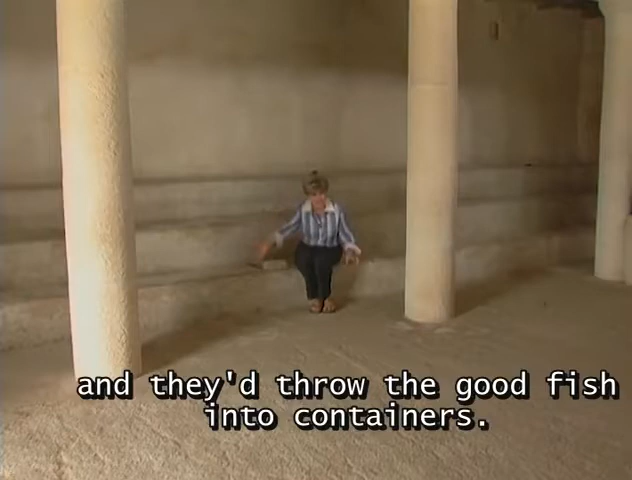 and they'd throw the good fish
into containers.